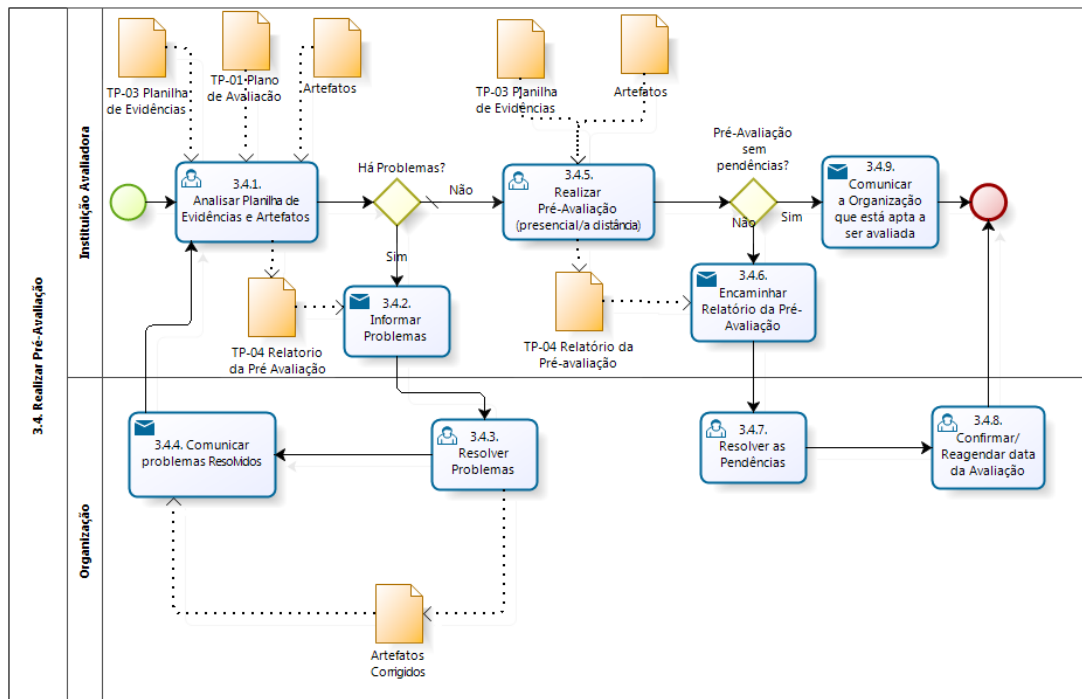 3.4. Realizar Pré-Avaliação
Instituição Avaliadora
TP-03 Planilha
de Evidências
TP-01 Plano
de Avaliacão
Artefatos
3.4.1.
Analisar Planilha de
Evidências e Artefatos
Há Problemas?
Não
Sim
TP-04 Relatorio
da Pré Avaliação
3.4.2.
Informar
Problemas
TP-03 Planilha
de Evidências
Artefatos
3.4.5.
Realizar
Pré-Avaliação
(presencial/a distância)
Pré-Avaliação
sem
pendências?
Não
Sim
3.4.9.
Comunicar
a Organização
que está apta a
ser avaliada
TP-04 Relatório da
Pré-avaliação
3.4.6.
Encaminhar
Relatório da Pré-
Avaliação
Organização
3.4.4. Comunicar
problemas Resolvidos
3.4.3.
Resolver
Problemas
Artefatos
Corrigidos
3.4.7.
Resolver as
Pendências
3.4.8.
Confirmar/
Reagendar data
da Avaliação